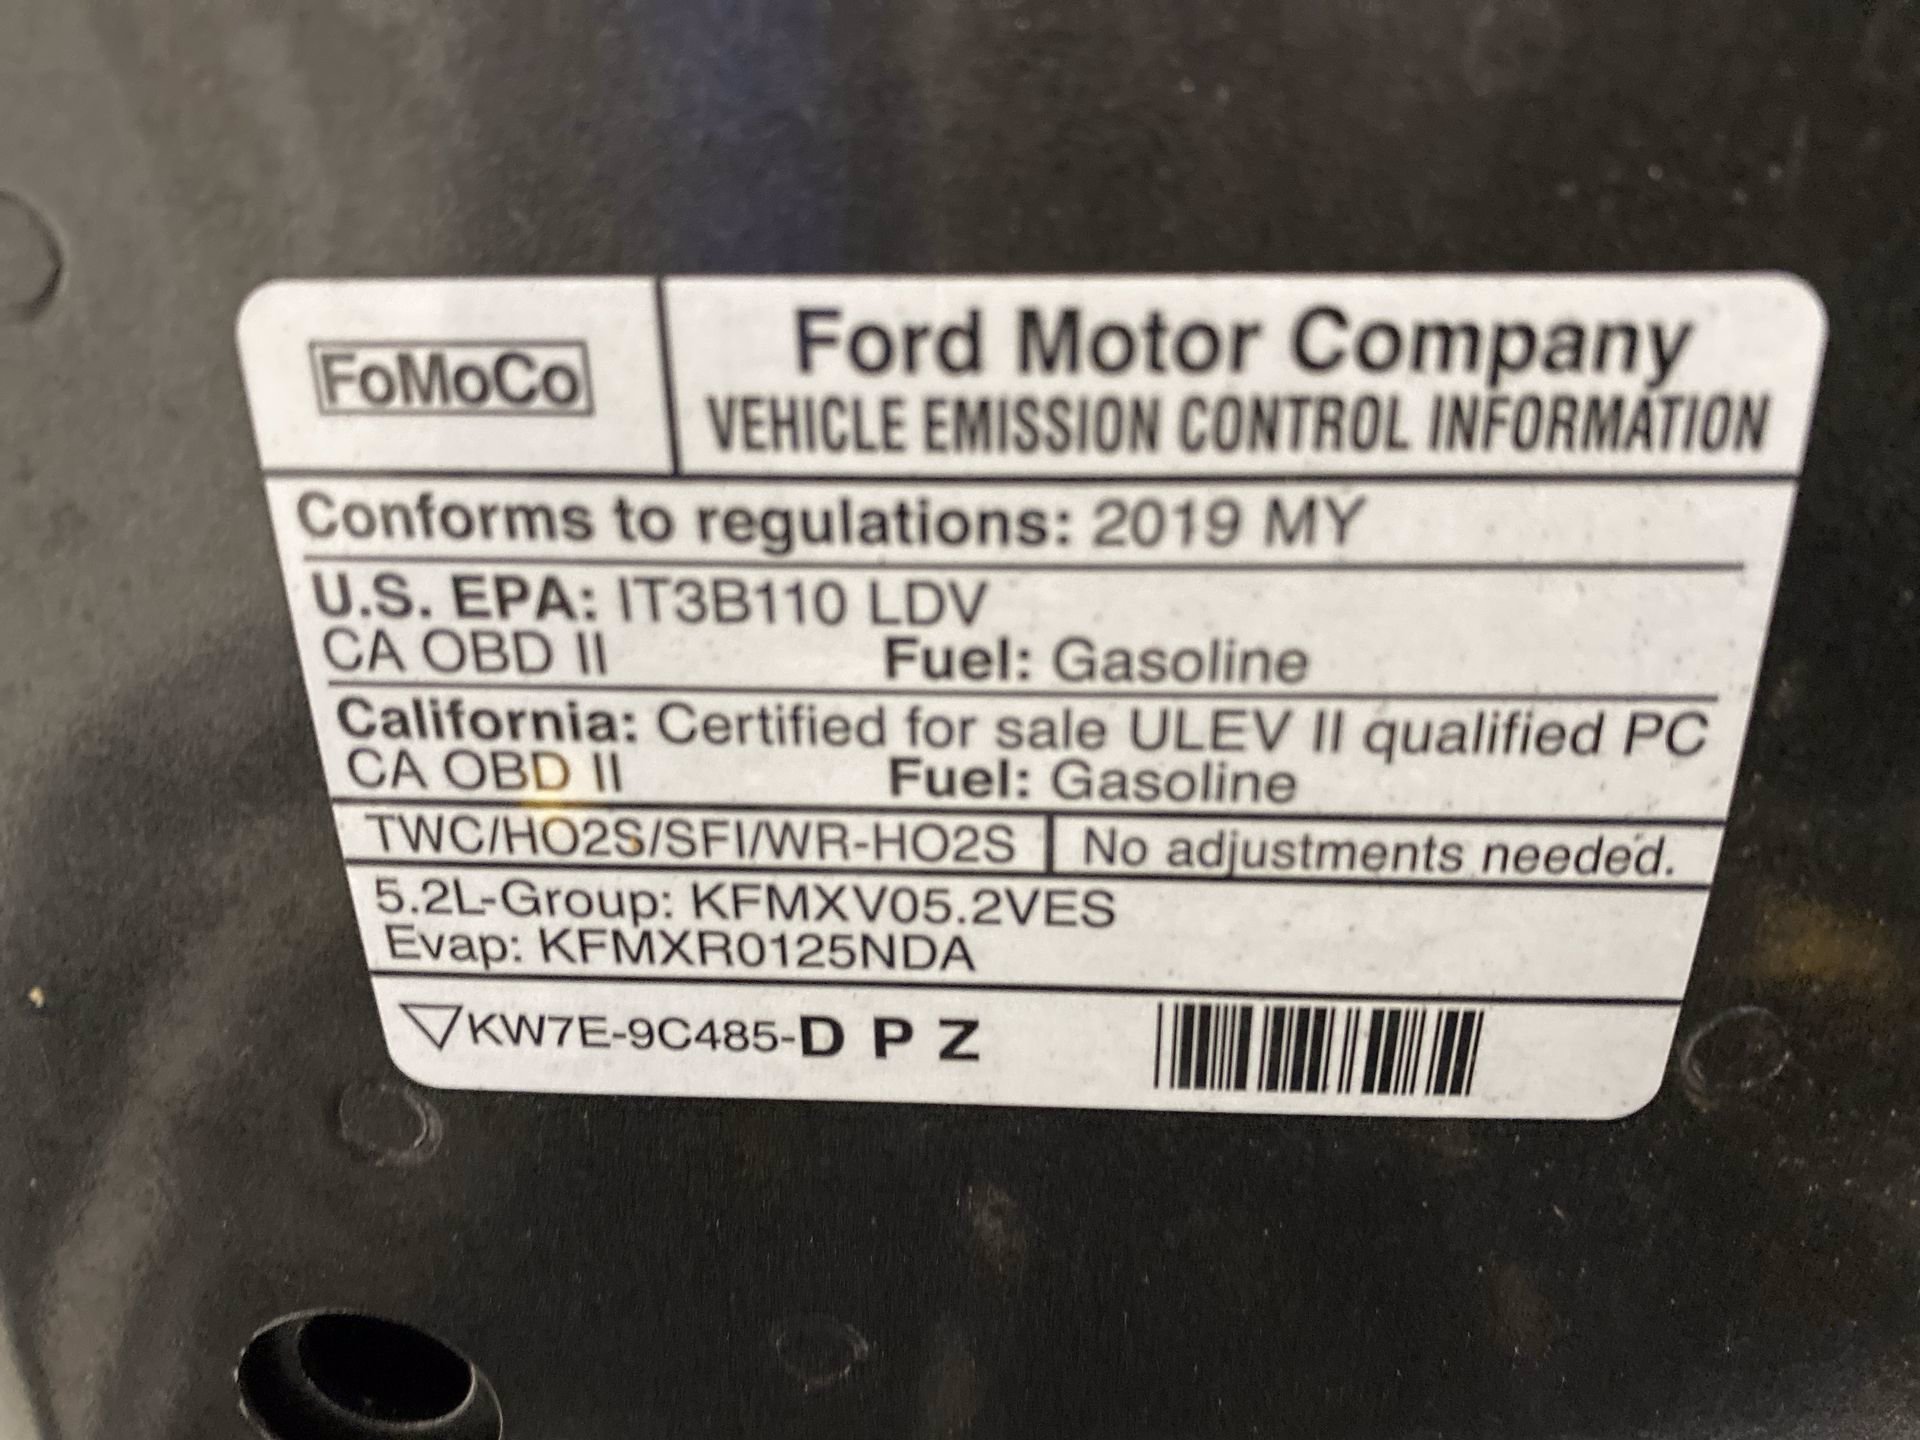 FoMoCo
Ford Motor Company
VEHICLE EMISSION CONTROL INFORMATION
Conforms to regulations: 2019 MY
U.S. EPA: IT3B110 LDV
CA OBD II Fuel: Gasoline
California: Certified for sale ULEV II qualified PC
CA OBD II Fuel: Gasoline
TWC/HO2S/SFI/WR-HO2S No adjustments needed.
5.2L-Group: KFMXV05.2VES
Evap: KFMXR0125NDA
KW7E-9C485-D P Z